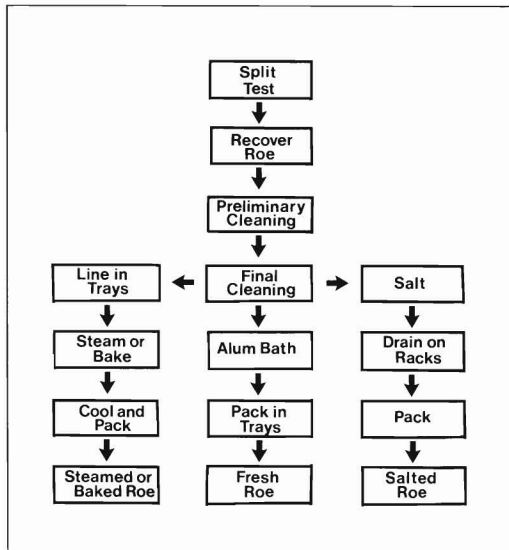 Split
Test
Recover
Roe
Preliminary
Cleaning
Line in
Trays
Final
Cleaning
Salt
Steam or
Bake
Alum Bath
Drain on
Racks
Cool and
Pack
Pack in
Trays
Pack
Steamed or
Baked Roe
Fresh
Roe
Salted
Roe